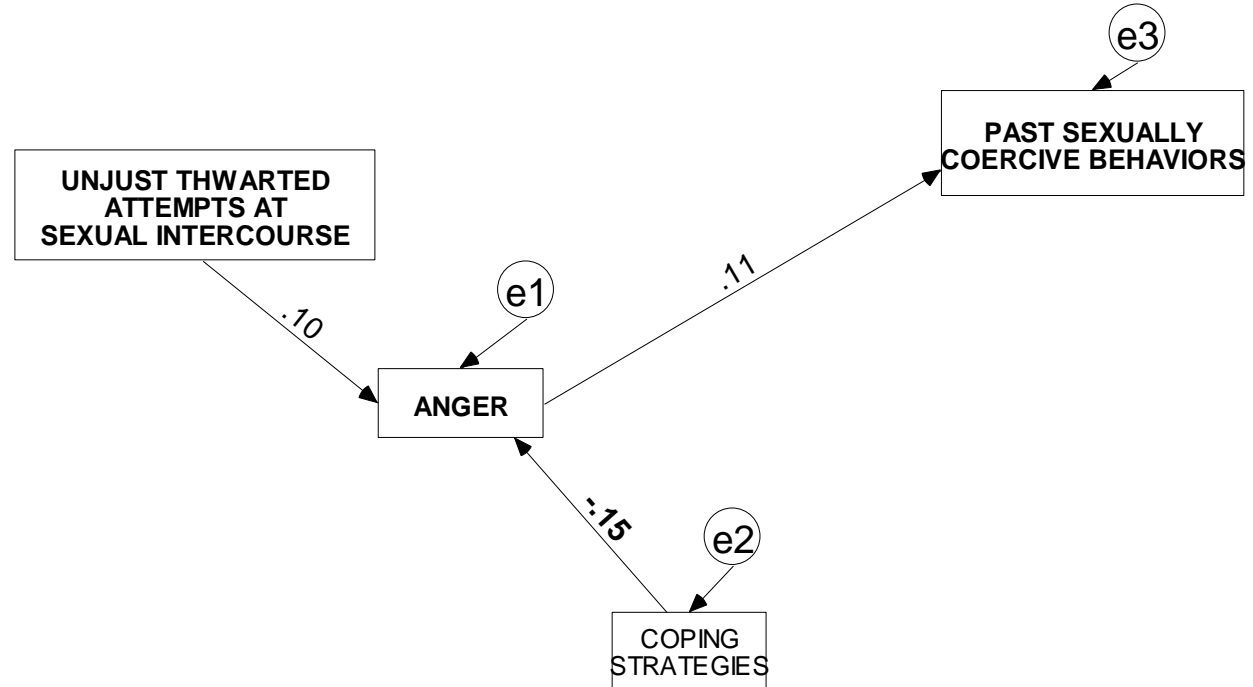 e3
PAST SEXUALLY
COERCIVE BEHAVIORS
UNJUST THWARTED
ATTEMPTS AT
SEXUAL INTERCOURSE
.11
e1
.10
ANGER
-.15
e2
COPING
STRATEGIES